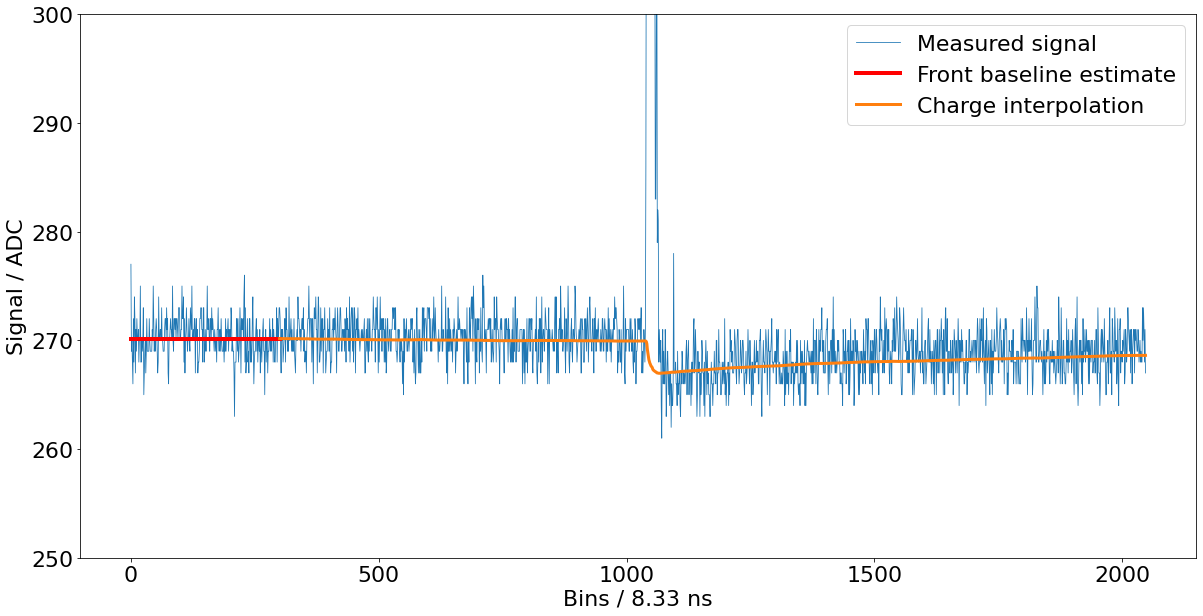 300
290
280
270
260
250
Signal / ADC
Measured signal
Front baseline estimate
Charge interpolation
0 500 1000 1500 2000
Bins / 8.33 ns